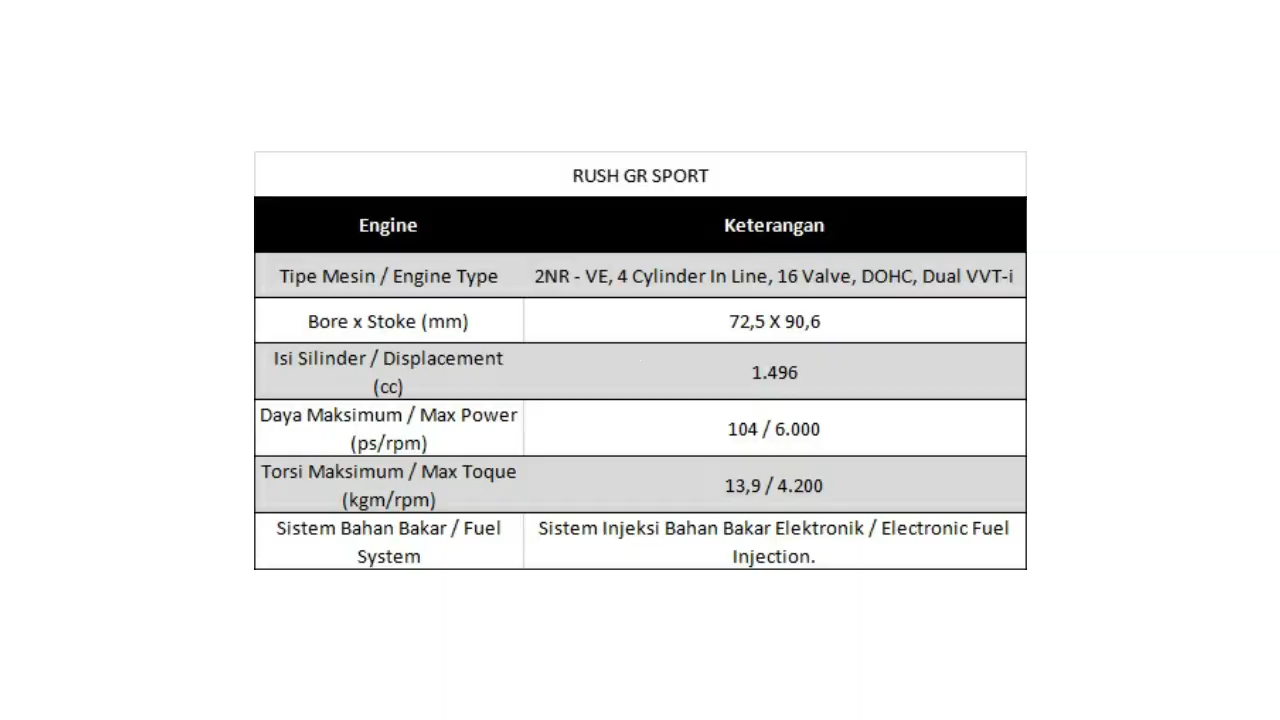 RUSH GR SPORT
Engine Keterangan
Tipe Mesin / Engine Type 2NR - VE, 4 Cylinder In Line, 16 Valve, DOHC, Dual VVT-i
Bore x Stoke (mm) 72,5 X 90,6
Isi Silinder / Displacement
(cc) 1.496
Daya Maksimum / Max Power
(ps/rpm) 104 / 6.000
Torsi Maksimum / Max Toque
(kgm/rpm) 13,9 / 4.200
Sistem Bahan Bakar / Fuel
System
Sistem Injeksi Bahan Bakar Elektronik / Electronic Fuel
Injection.